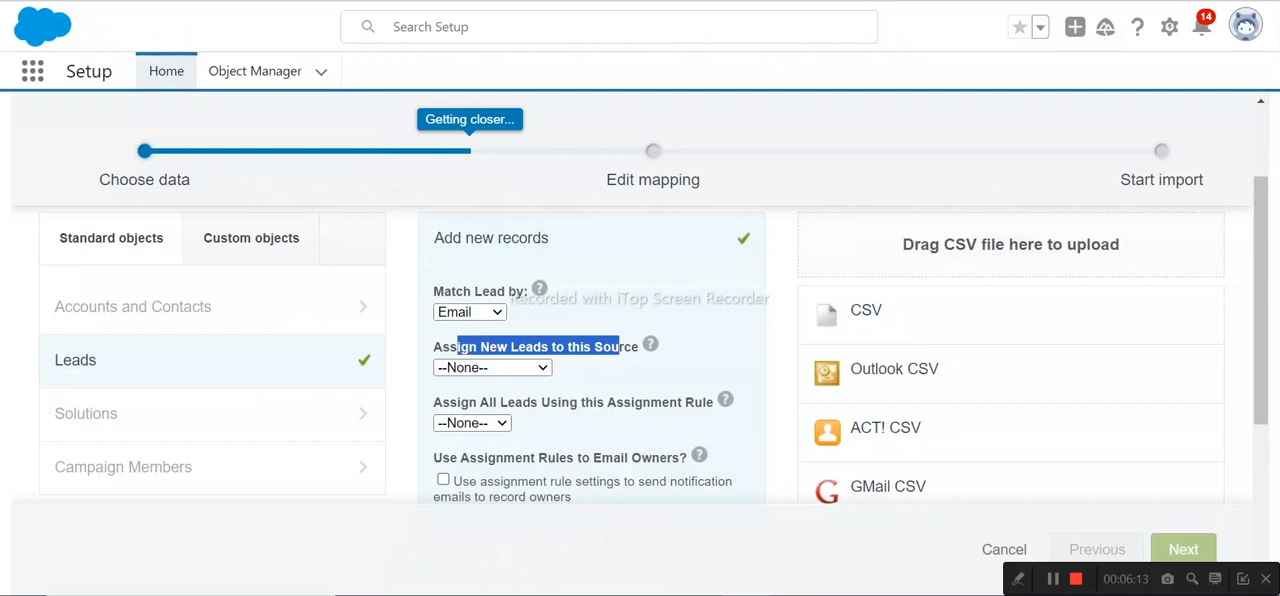 Search Setup
14
Setup
Home
Object Manager
Getting closer...
Choose data
Edit mapping
Start import
Standard objects
Custom objects
Accounts and Contacts
Leads
Solutions
Campaign Members
Add new records
Match Lead by:
Email
Recorded with iTop Screen Recorder
Assign New Leads to this Source
--None--
Assign All Leads Using this Assignment Rule
--None--
Use Assignment Rules to Email Owners?
Use assignment rule settings to send notification
emails to record owners
Drag CSV file here to upload
CSV
Outlook CSV
ACT! CSV
GMail CSV
Cancel
Previous
Next
00:06:13